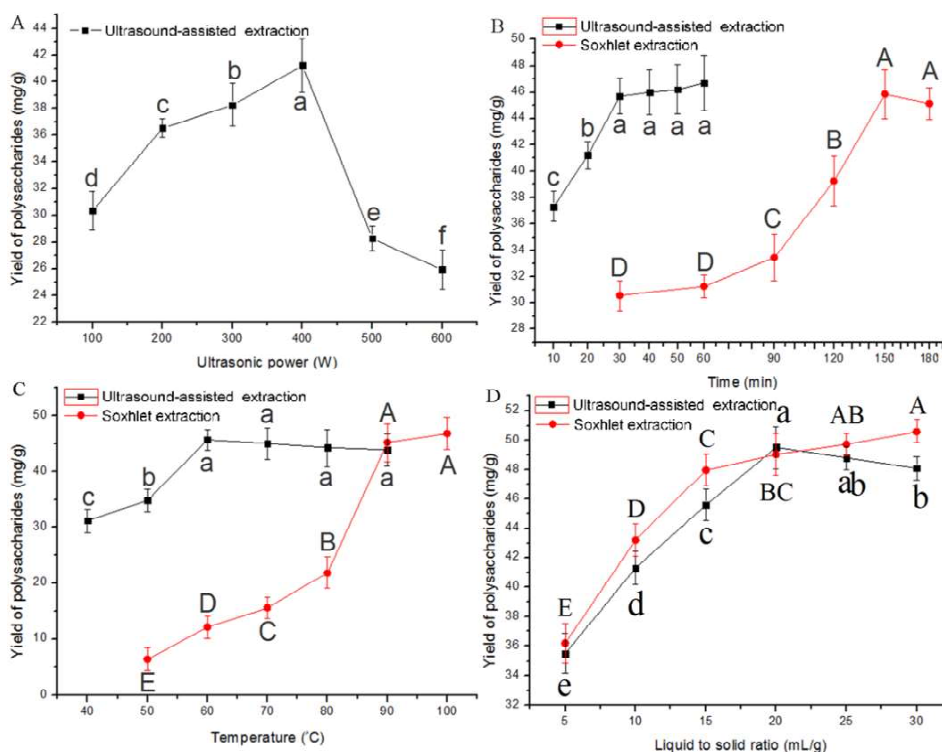 A
Ultrasound-assisted extraction
44
42
40
38
36
34
32
30
28
26
24
22
Yield of polysaccharides (mg/g)
d
c
b
a
e
f
100 200 300 400 500 600
Ultrasonic power (W)
B
Ultrasound-assisted extraction
Soxhlet extraction
48
46
44
42
40
38
36
34
32
30
28
Yield of polysaccharides (mg/g)
c
b
a a a a
D D C B A A
10 20 30 40 50 60 90 120 150 180
Time (min)
C
Ultrasound-assisted extraction
Soxhlet extraction
50
40
30
20
10
0
Yield of polysaccharides (mg/g)
c b a a a a
E D C B A A
40 50 60 70 80 90 100
Temperature (°C)
D
Ultrasound-assisted extraction
Soxhlet extraction
52
51
50
48
46
44
42
40
38
36
34
32
Yield of polysaccharides (mg/g)
E D C BC AB A
e d c a ab b
5 10 15 20 25 30
Liquid to solid ratio (mL/g)